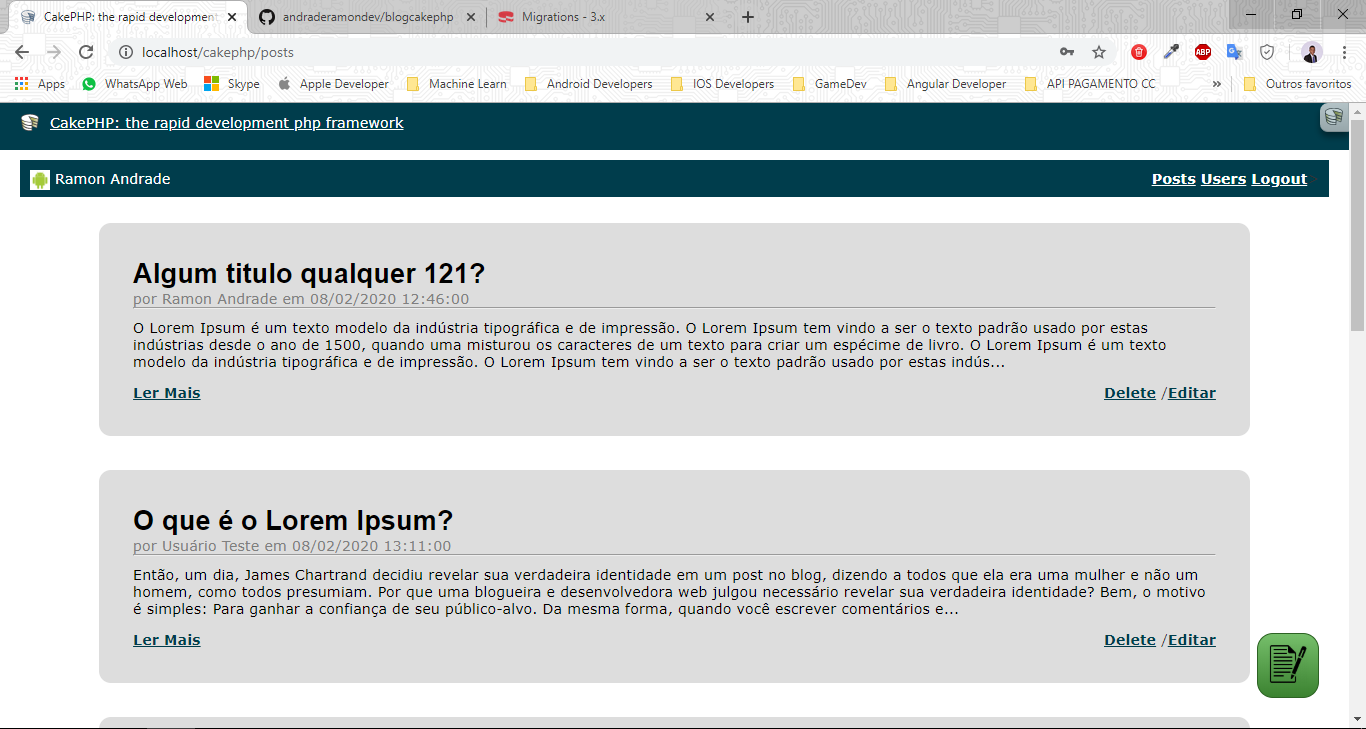 CakePHP: the rapid development
andraderamondev/blogcakephp
Migrations - 3.x
localhost/cakephp/posts
ABP
Apps
WhatsApp Web
Skype
Apple Developer
Machine Learn
Android Developers
IOS Developers
GameDev
Angular Developer
API PAGAMENTO CC
»
Outros favoritos
CakePHP: the rapid development php framework
Ramon Andrade
Posts Users Logout
Algum titulo qualquer 121?
por Ramon Andrade em 08/02/2020 12:46:00
O Lorem Ipsum é um texto modelo da indústria tipográfica e de impressão. O Lorem Ipsum tem vindo a ser o texto padrão usado por estas
indústrias desde o ano de 1500, quando uma misturou os caracteres de um texto para criar um espécime de livro. O Lorem Ipsum é um texto
modelo da indústria tipográfica e de impressão. O Lorem Ipsum tem vindo a ser o texto padrão usado por estas indús...
Ler Mais
Delete /Editar
O que é o Lorem Ipsum?
por Usuário Teste em 08/02/2020 13:11:00
Então, um dia, James Chartrand decidiu revelar sua verdadeira identidade em um post no blog, dizendo a todos que ela era uma mulher e não um
homem, como todos presumiam. Por que uma blogueira e desenvolvedora web julgou necessário revelar sua verdadeira identidade? Bem, o motivo
é simples: Para ganhar a confiança de seu público-alvo. Da mesma forma, quando você escrever comentários e...
Ler Mais
Delete /Editar